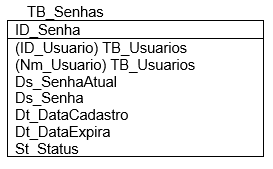 TB_Senhas
ID_Senha
(ID_Usuario) TB_Usuarios
(Nm_Usuario) TB_Usuarios
Ds_SenhaAtual
Ds_Senha
Dt_DataCadastro
Dt_DataExpira
St_Status